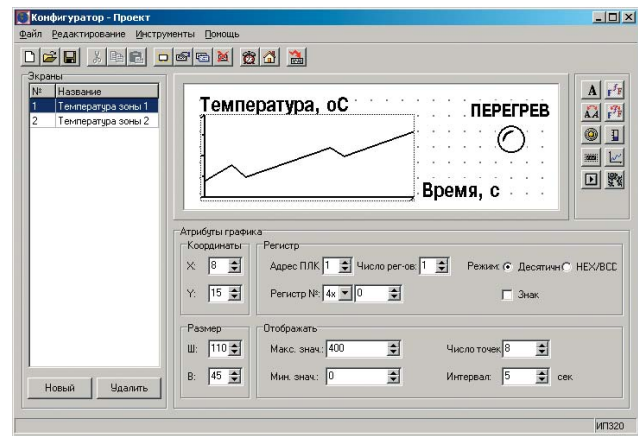 Конфигуратор - Проект
Файл Редактирование Инструменты Помощь
Экраны
№ Название
1 Температура зоны 1
2 Температура зоны 2
Новый Удалить
Температура, оС
ПЕРЕГРЕВ
Время, с
A
Атрибуты графика
Координаты
X: 8
Y: 15
Регистр
Адрес ПЛК 1 Число рег-ов: 1 Режим: Десятичн HEX/BCD
Регистр №: 4x 0 Знак
Размер
Ш: 110
В: 45
Отображать
Макс. знач.: 400 Число точек 8
Мин. знач.: 0 Интервал: 5 сек
ИП320